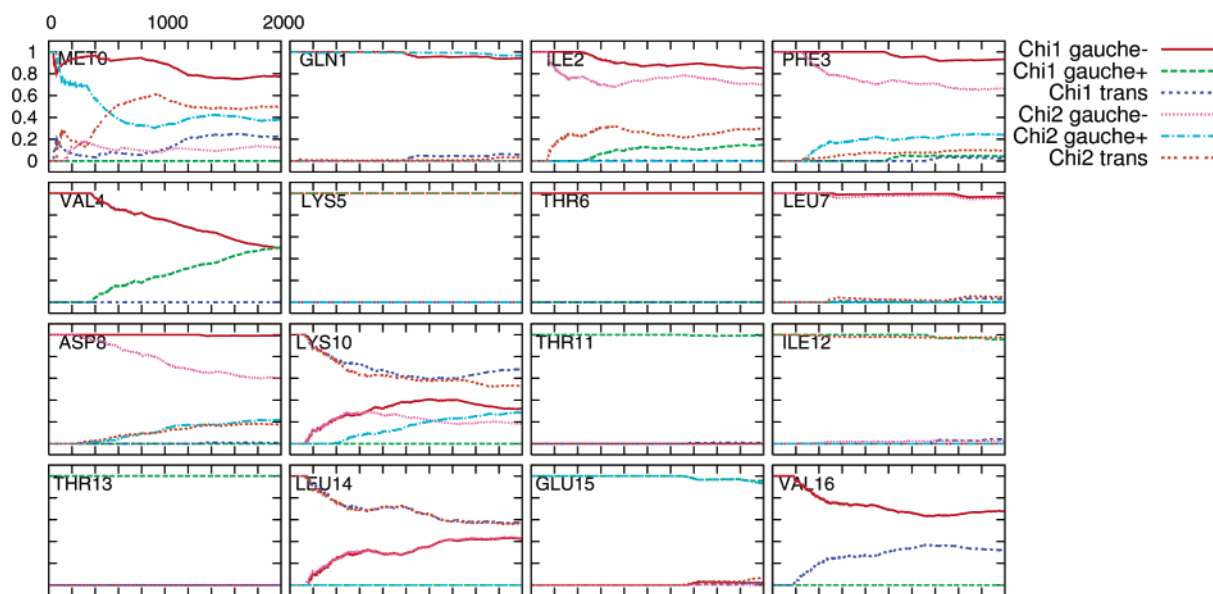 0 1000 2000
1
0.8
0.6
0.4
0.2
0
MET0
GLN1
ILE2
PHE3
Chi1 gauche-
Chi1 gauche+
Chi1 trans
Chi2 gauche-
Chi2 gauche+
Chi2 trans
VAL4
LYS5
THR6
LEU7
ASP8
LYS10
THR11
ILE12
THR13
LEU14
GLU15
VAL16